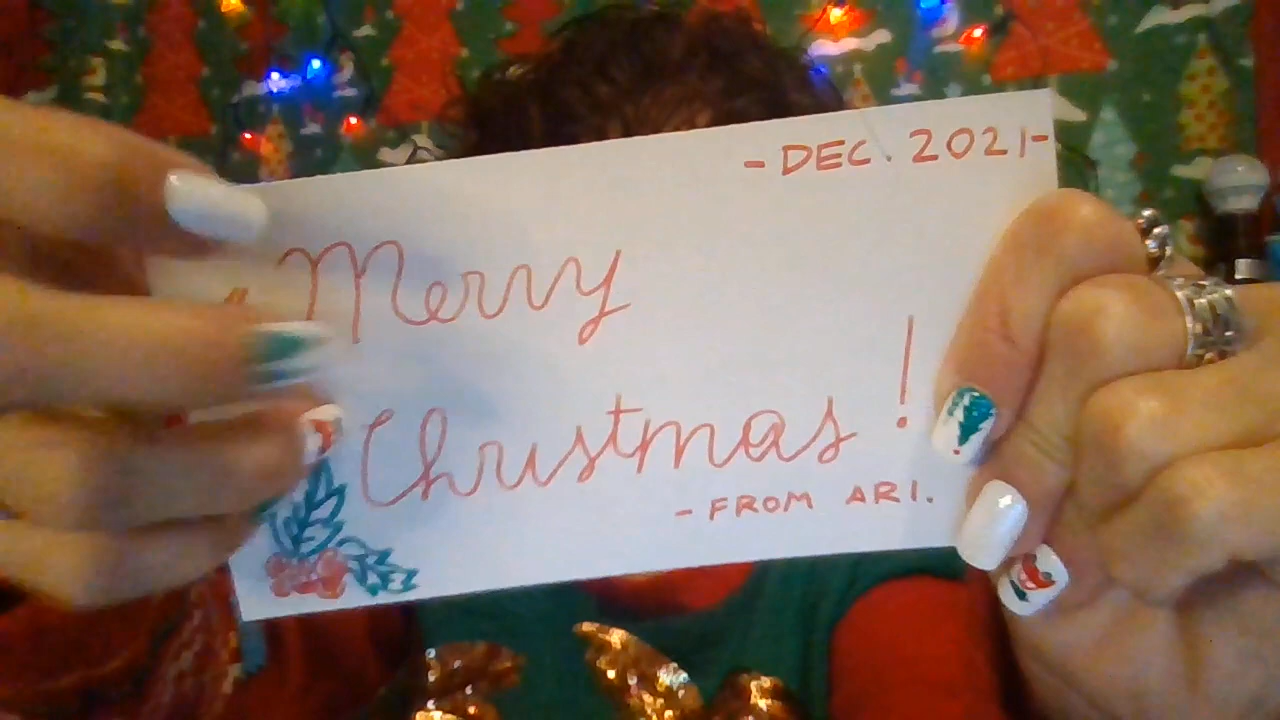 - DEC. 2021-
Merry
Christmas !
- FROM ARI.